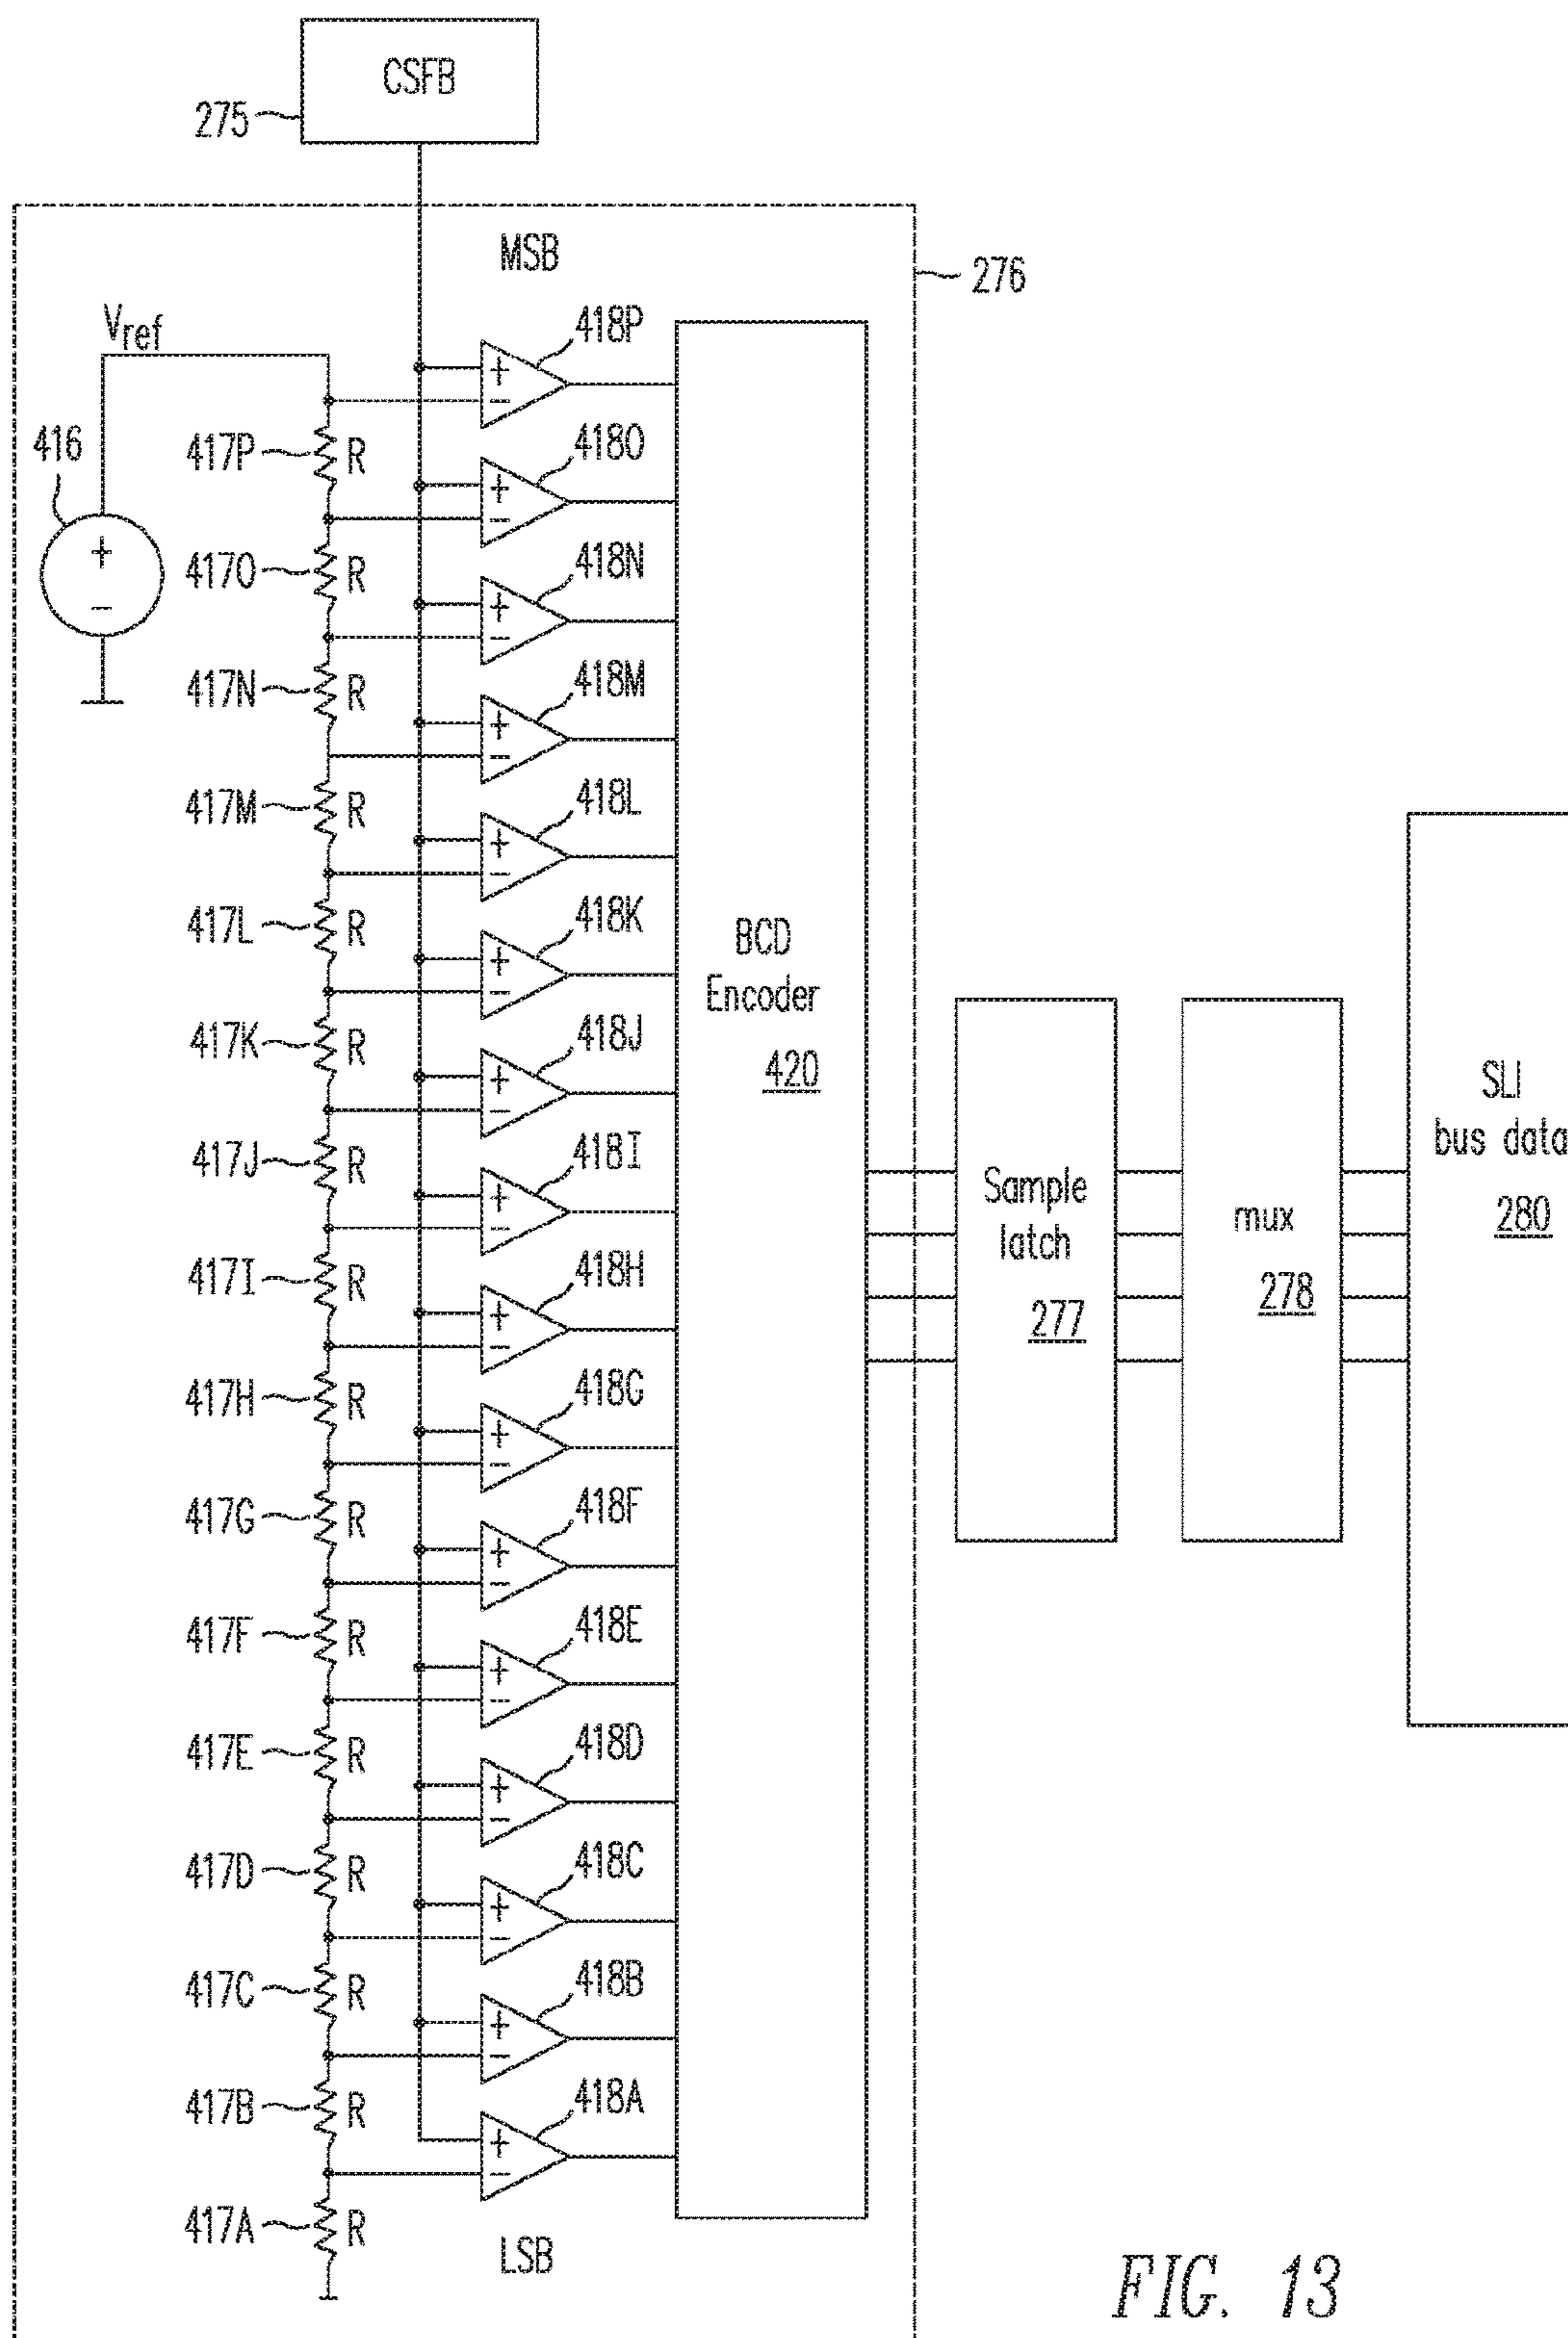 CSFB
275
MSB
276
Vref
416
+
−
418P
+
−
417P R
418O
+
−
417O R
418N
+
−
417N R
418M
+
−
417M R
418L
+
−
417L R
418K
+
−
417K R
418J
+
−
417J R
418I
+
−
417I R
418H
+
−
417H R
418G
+
−
417G R
418F
+
−
417F R
418E
+
−
417E R
418D
+
−
417D R
418C
+
−
417C R
418B
+
−
417B R
418A
+
−
417A R
LSB
BCD
Encoder
420
Sample
latch
277
mux
278
SLI
bus data
280
FIG. 13